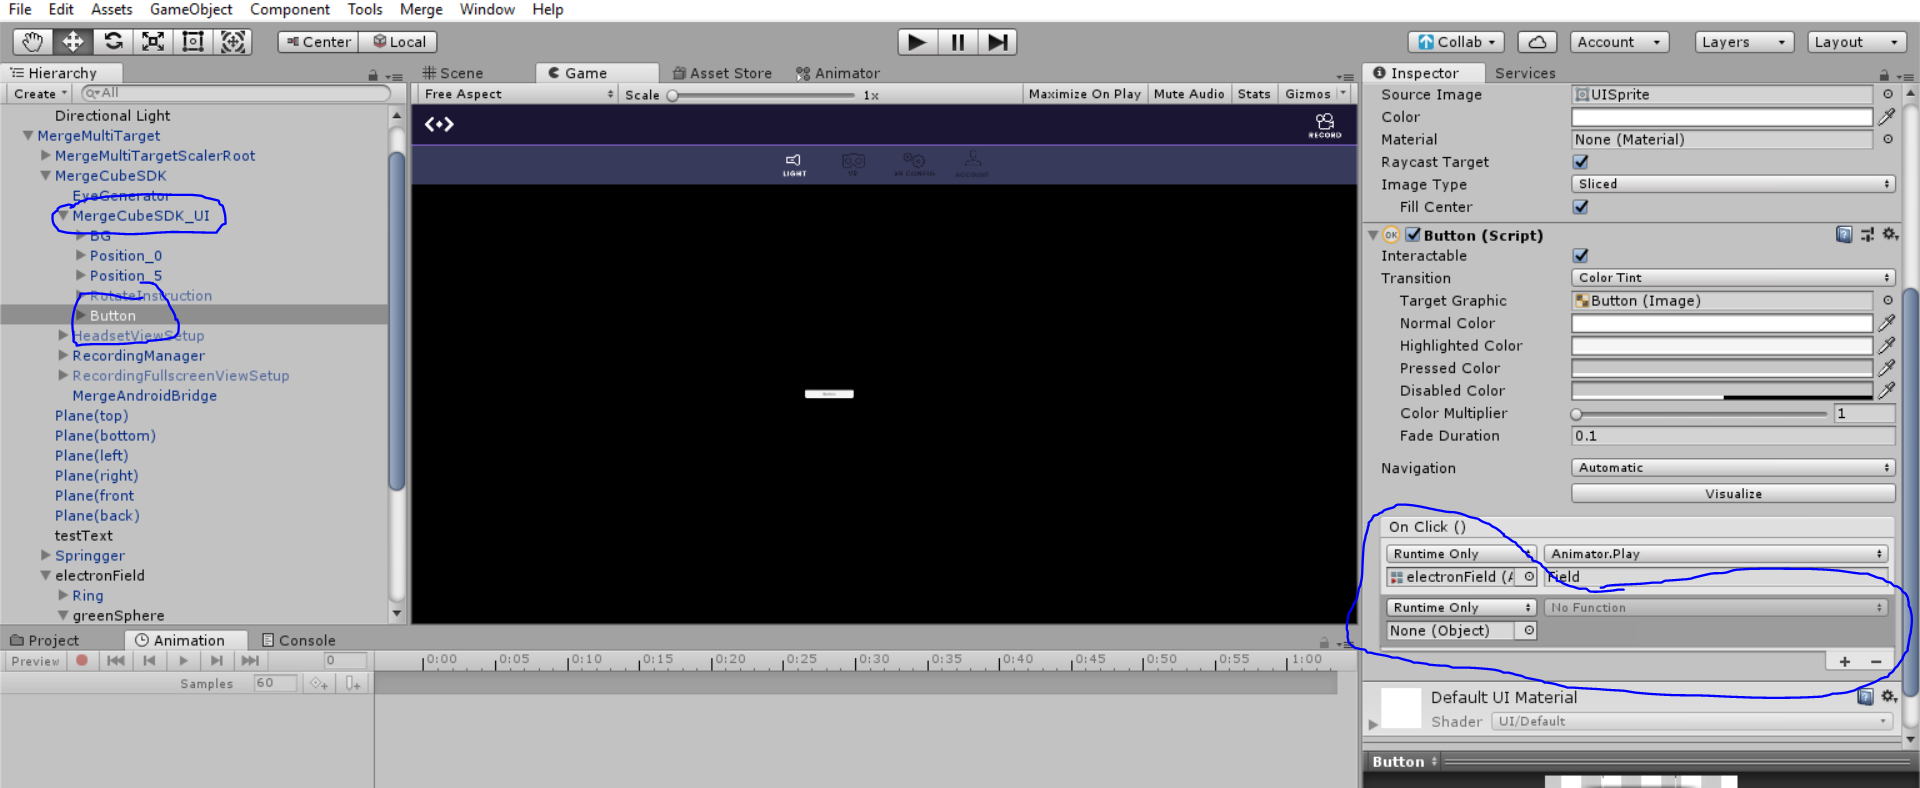 File Edit Assets GameObject Component Tools Merge Window Help
Center Local Collab Account Layers Layout
Hierarchy
Create All
Directional Light
MergeMultiTarget
MergeMultiTargetScalerRoot
MergeCubeSDK
EyeGenerator
MergeCubeSDK_UI
BG
Position_0
Position_5
RotateInstruction
Button
HeadsetViewSetup
RecordingManager
RecordingFullscreenViewSetup
MergeAndroidBridge
Plane(top)
Plane(bottom)
Plane(left)
Plane(right)
Plane(front
Plane(back)
testText
Springger
electronField
Ring
greenSphere
Scene Game Asset Store Animator
Free Aspect Scale 1x Maximize On Play Mute Audio Stats Gizmos
RECORD
LIGHT VR ACCOUNT
Button
Project Animation Console
Preview 0 0:00 0:05 0:10 0:15 0:20 0:25 0:30 0:35 0:40 0:45 0:50 0:55 1:00
Samples 60
Inspector Services
Source Image UISprite
Color
Material None (Material)
Raycast Target
Image Type Sliced
Fill Center
OK Button (Script)
Interactable
Transition Color Tint
Target Graphic Button (Image)
Normal Color
Highlighted Color
Pressed Color
Disabled Color
Color Multiplier 1
Fade Duration 0.1
Navigation Automatic
Visualize
On Click ()
Runtime Only Animator.Play
electronField (A Field
Runtime Only No Function
None (Object)
+ −
Default UI Material
Shader UI/Default
Button